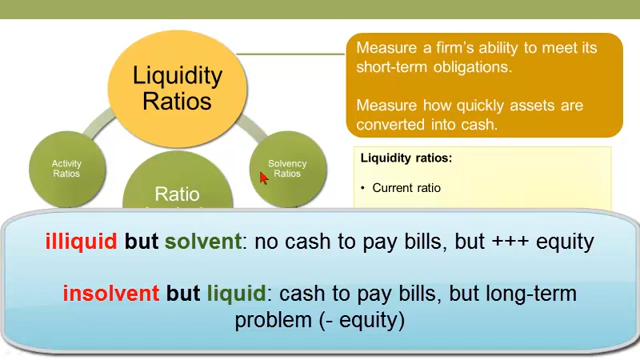 Liquidity
Ratios
Measure a firm's ability to meet its
short-term obligations.
Measure how quickly assets are
converted into cash.
Activity
Ratios
Solvency
Ratios
Ratio
Liquidity ratios:
• Current ratio
illiquid but solvent: no cash to pay bills, but +++ equity
insolvent but liquid: cash to pay bills, but long-term
problem (- equity)